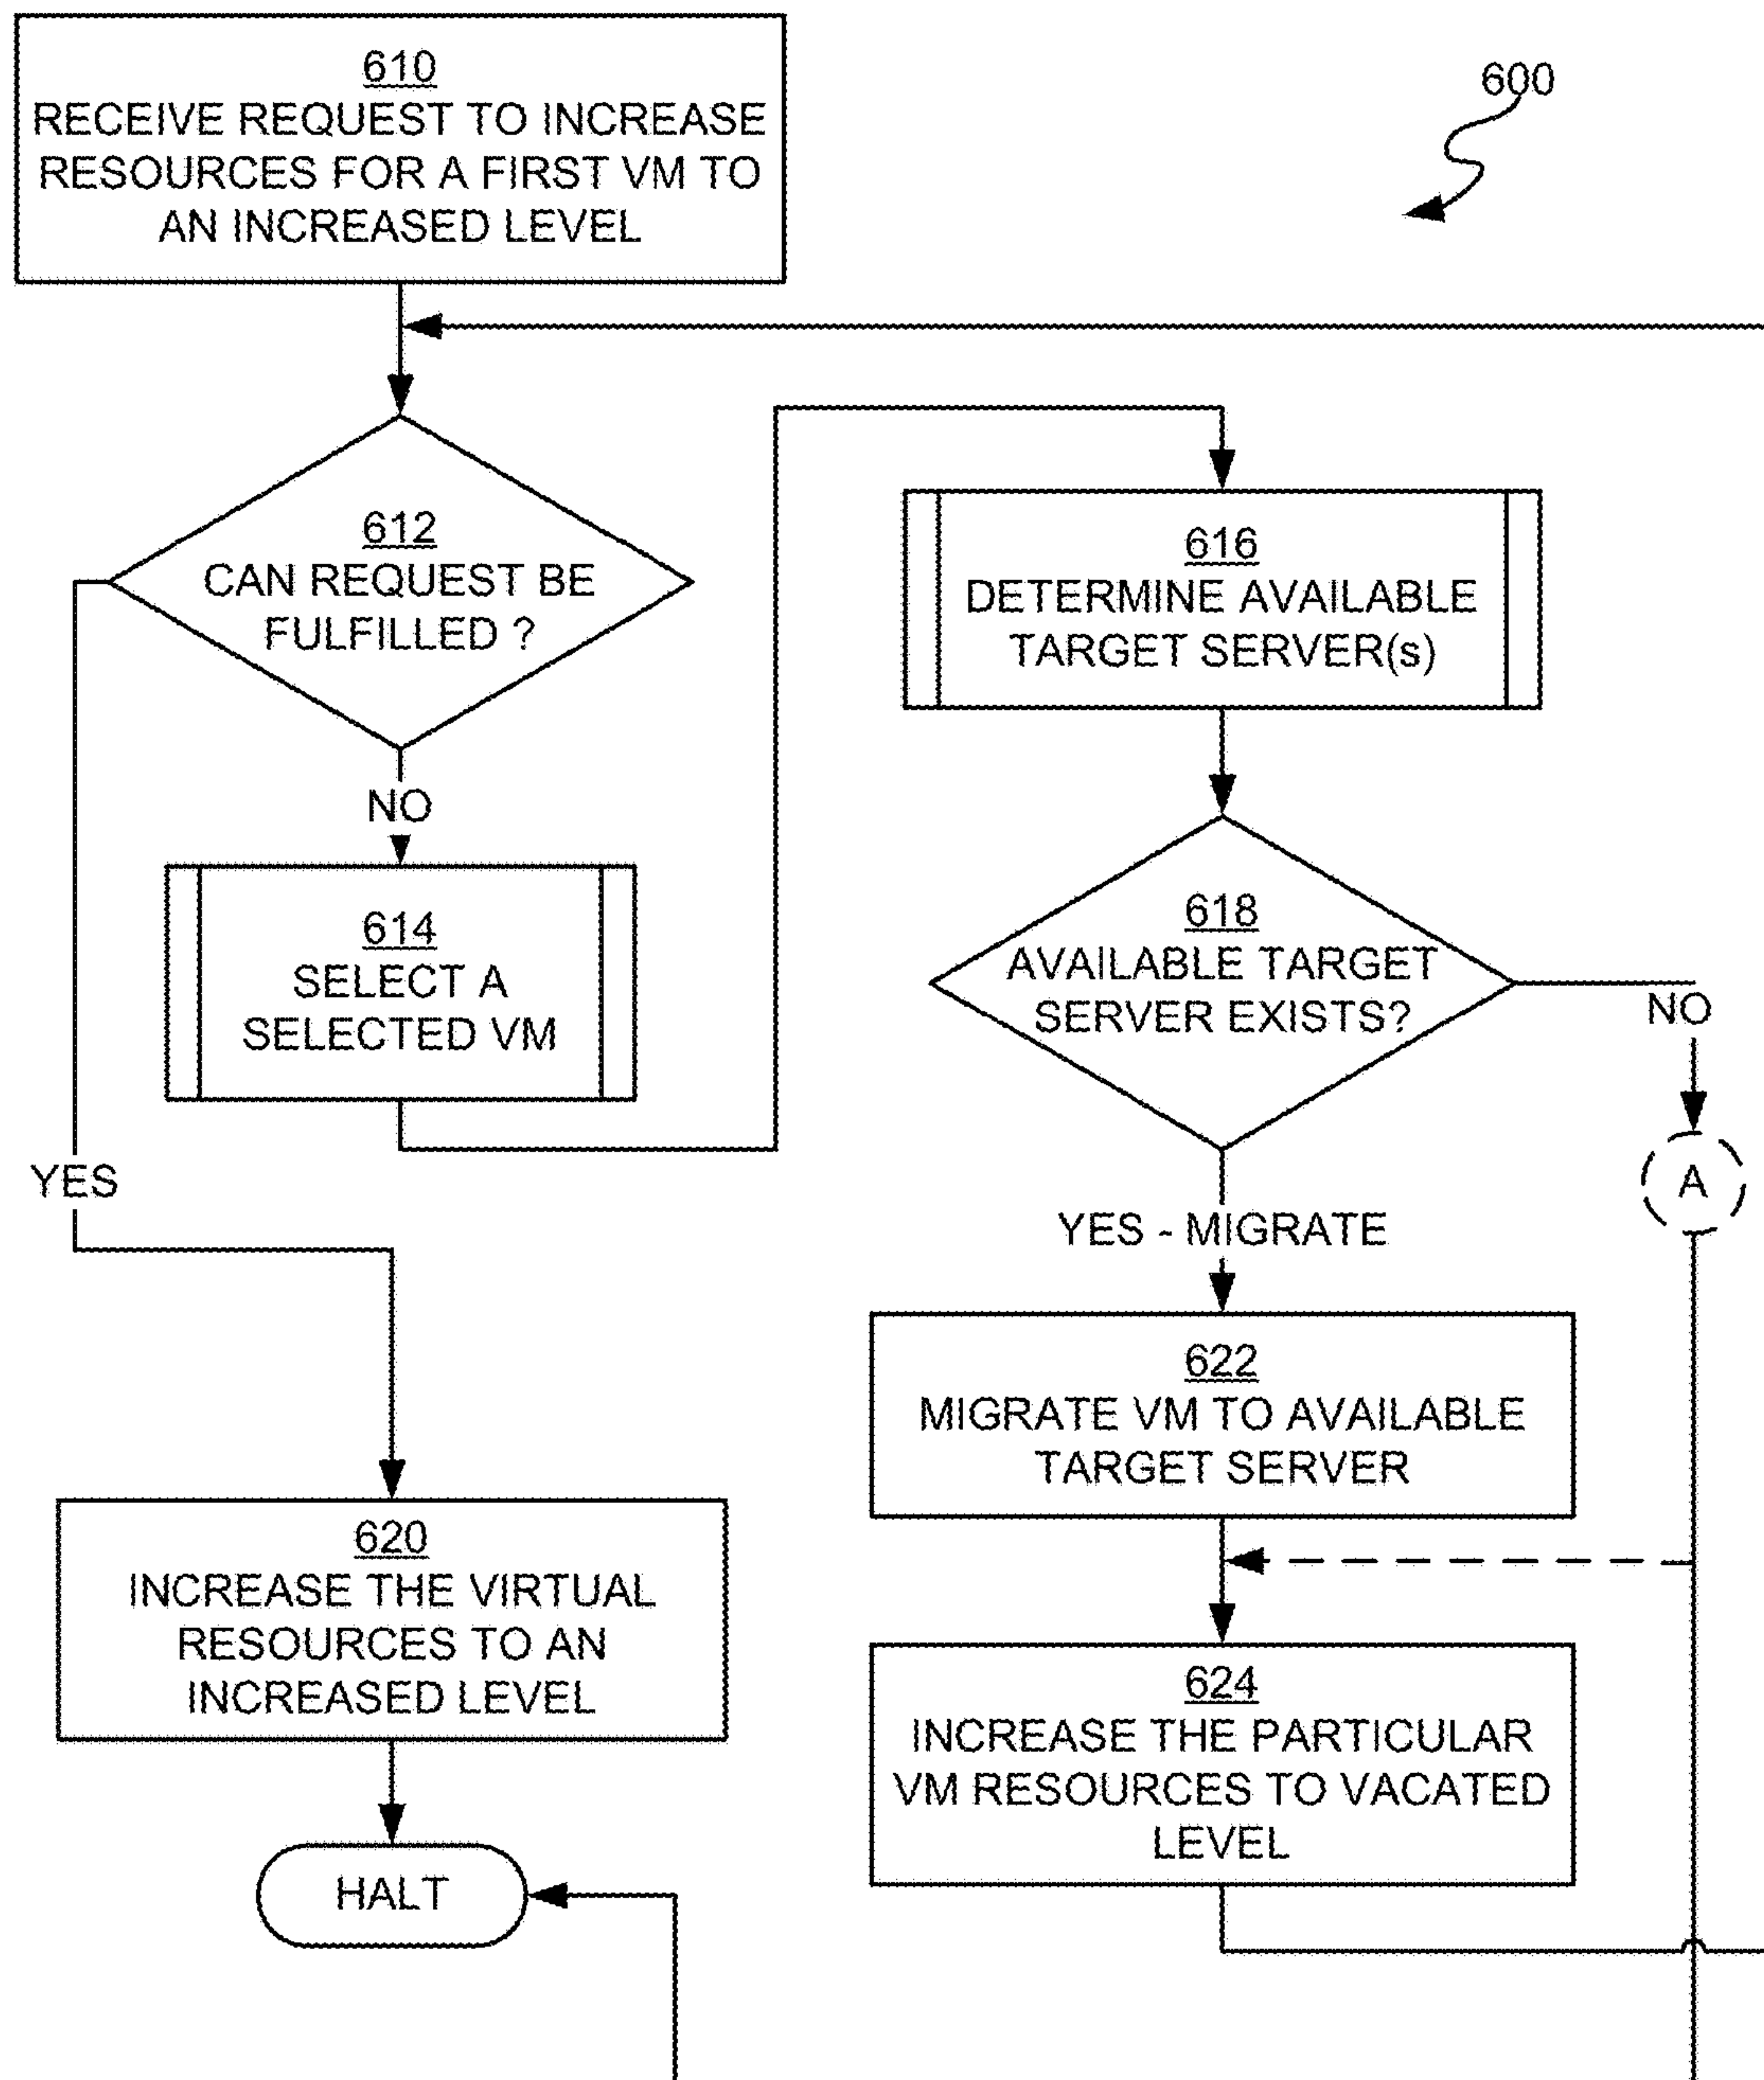 610
RECEIVE REQUEST TO INCREASE
RESOURCES FOR A FIRST VM TO
AN INCREASED LEVEL
600
612
CAN REQUEST BE
FULFILLED ?
NO
614
SELECT A
SELECTED VM
YES
616
DETERMINE AVAILABLE
TARGET SERVER(s)
618
AVAILABLE TARGET
SERVER EXISTS?
NO
A
YES - MIGRATE
622
MIGRATE VM TO AVAILABLE
TARGET SERVER
620
INCREASE THE VIRTUAL
RESOURCES TO AN
INCREASED LEVEL
624
INCREASE THE PARTICULAR
VM RESOURCES TO VACATED
LEVEL
HALT